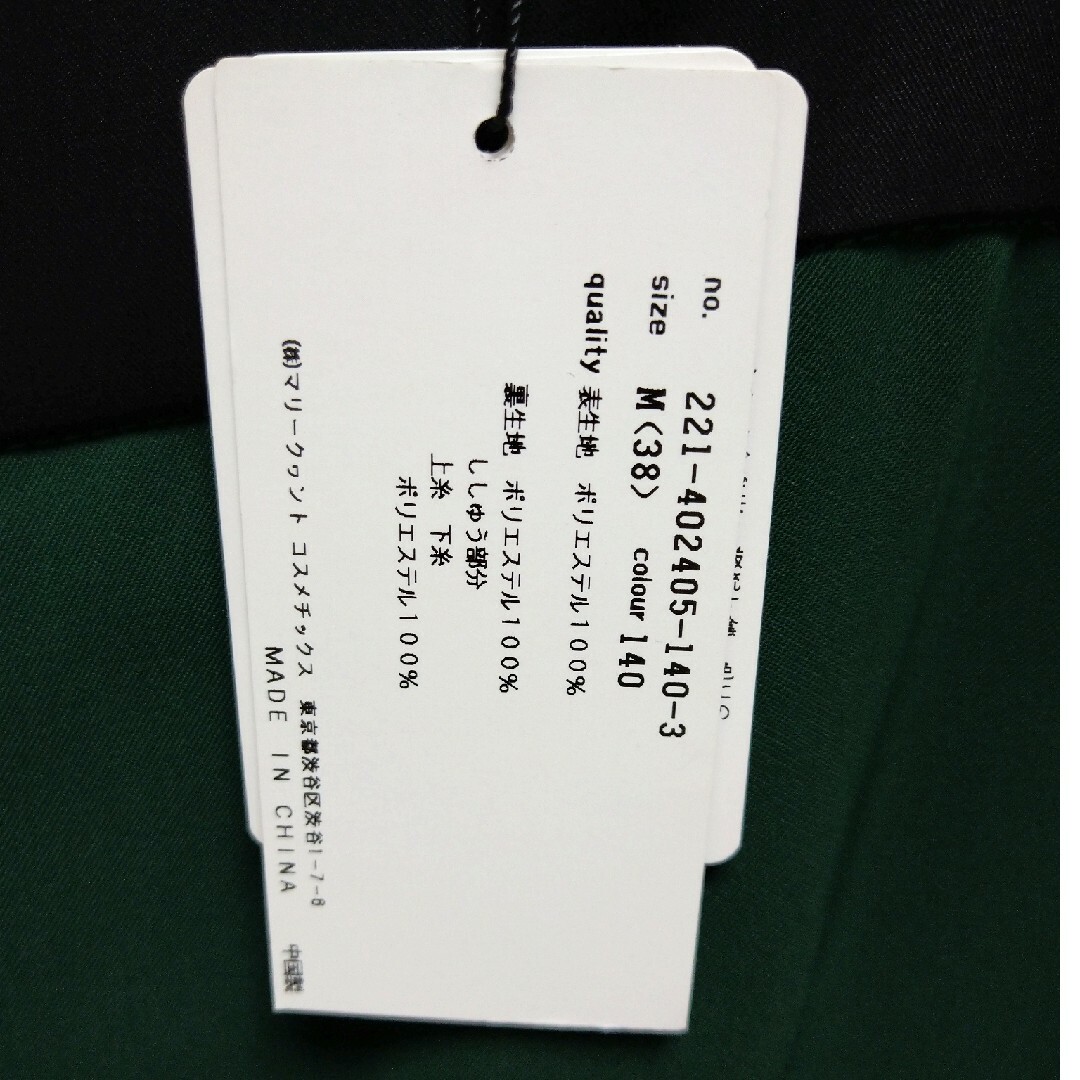 no. 221-402405-140-3
size M(38) colour 140
quality 表生地 ポリエステル100%
裏生地 ポリエステル100%
ししゅう部分
上糸 下糸
ポリエステル100%
㈱マリークヮント コスメチックス 東京都渋谷区渋谷1-7-8
MADE IN CHINA 中国製